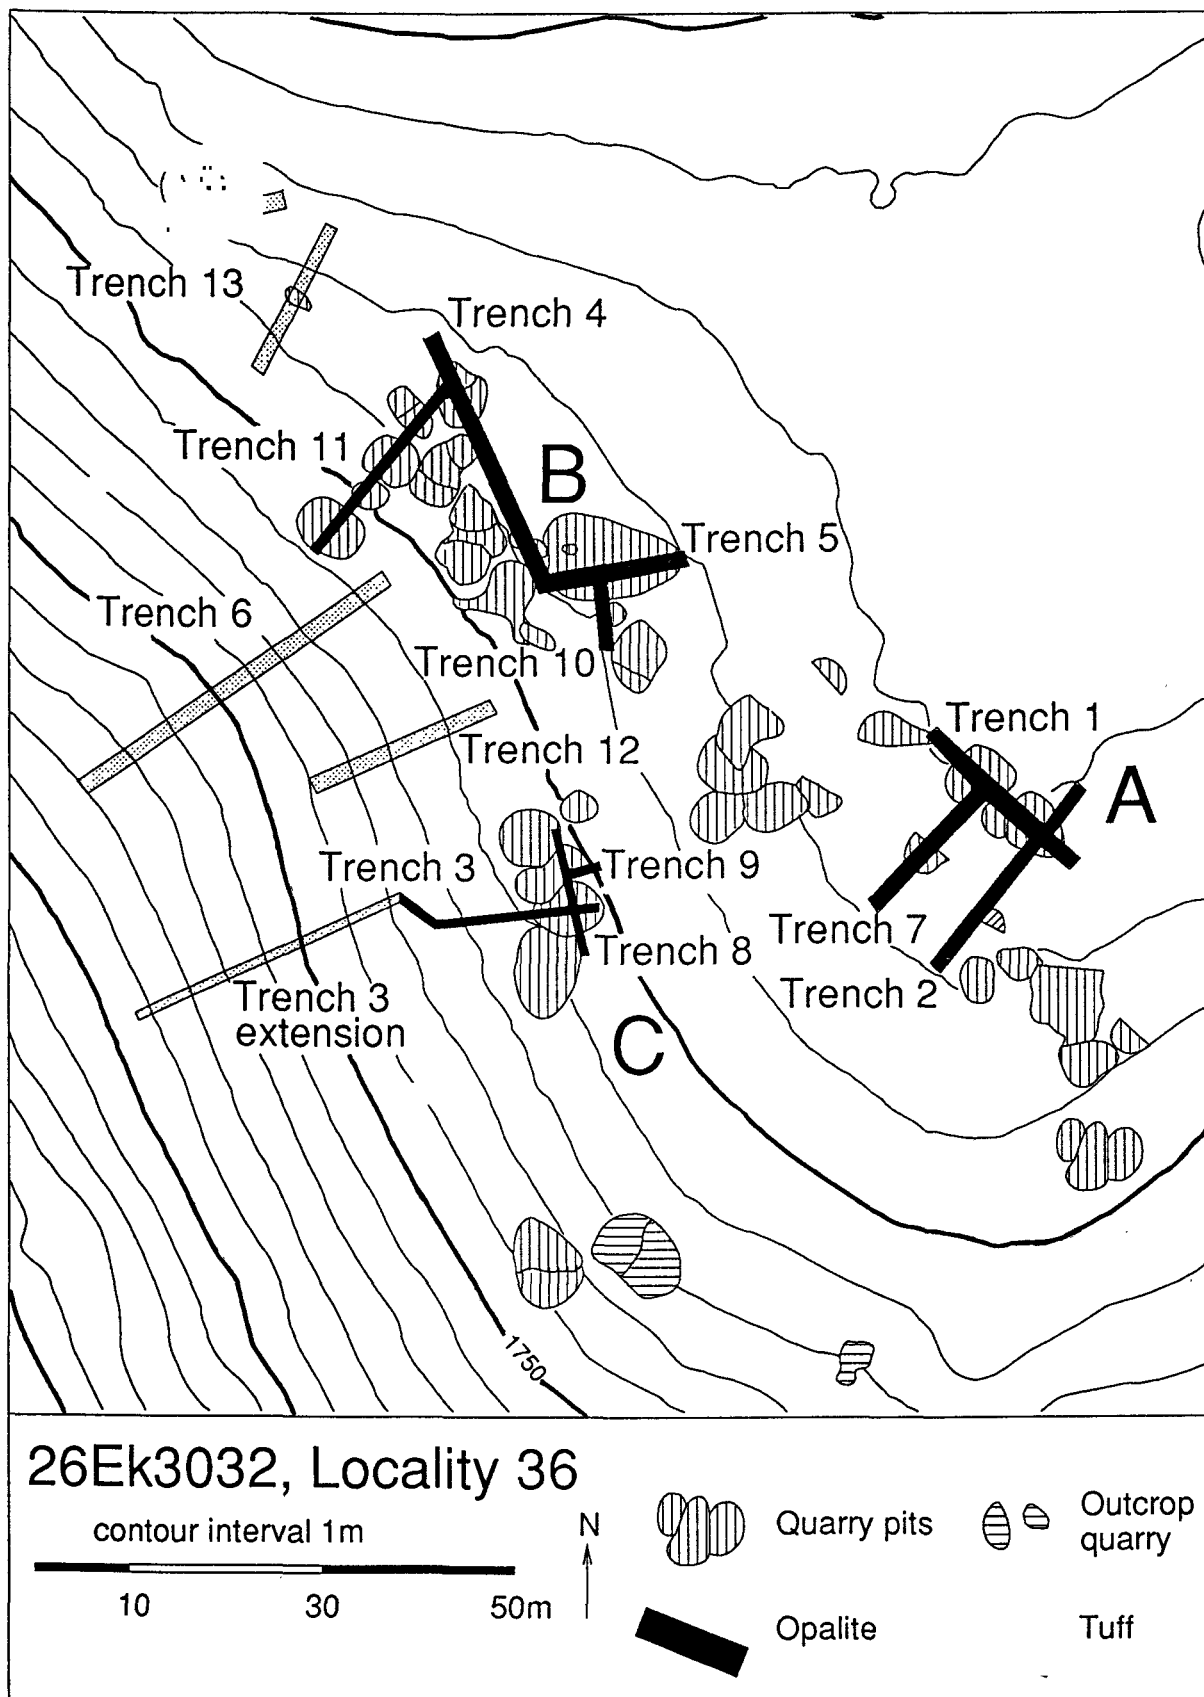 Trench 13
Trench 4
Trench 11
B
Trench 5
Trench 6
Trench 10
Trench 1
Trench 12
A
Trench 3
Trench 9
Trench 7
Trench 8
Trench 2
Trench 3
extension
C
1750
26Ek3032, Locality 36
contour interval 1m
10 30 50m
N
Quarry pits
Outcrop
quarry
Opalite
Tuff